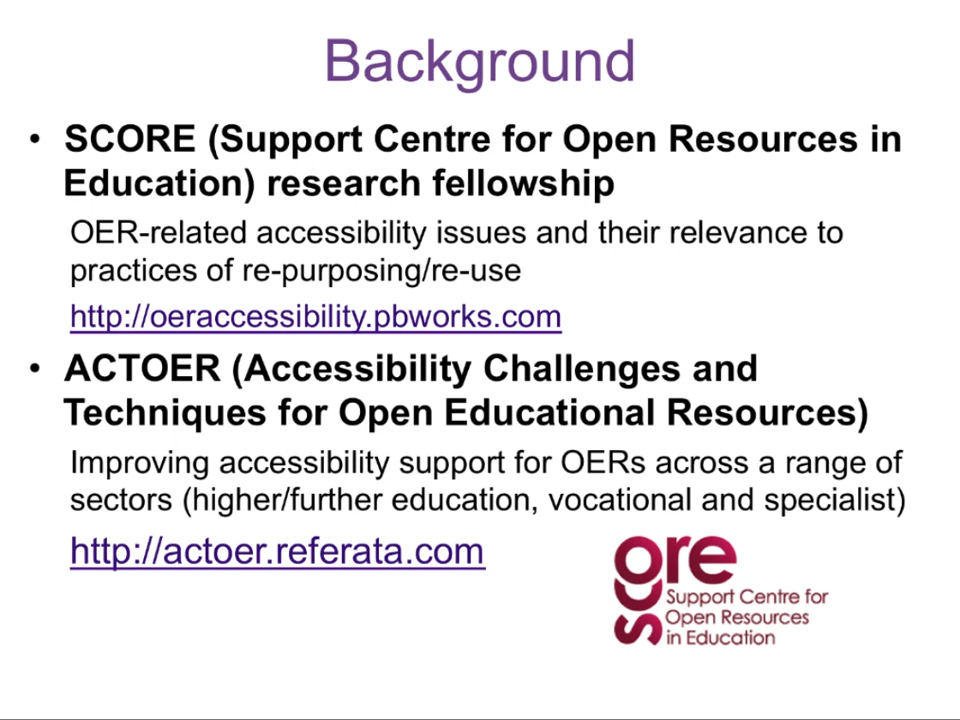 Background
• SCORE (Support Centre for Open Resources in
Education) research fellowship
OER-related accessibility issues and their relevance to
practices of re-purposing/re-use
http://oeraccessibility.pbworks.com
• ACTOER (Accessibility Challenges and
Techniques for Open Educational Resources)
Improving accessibility support for OERs across a range of
sectors (higher/further education, vocational and specialist)
http://actoer.referata.com
score
Support Centre for
Open Resources
in Education